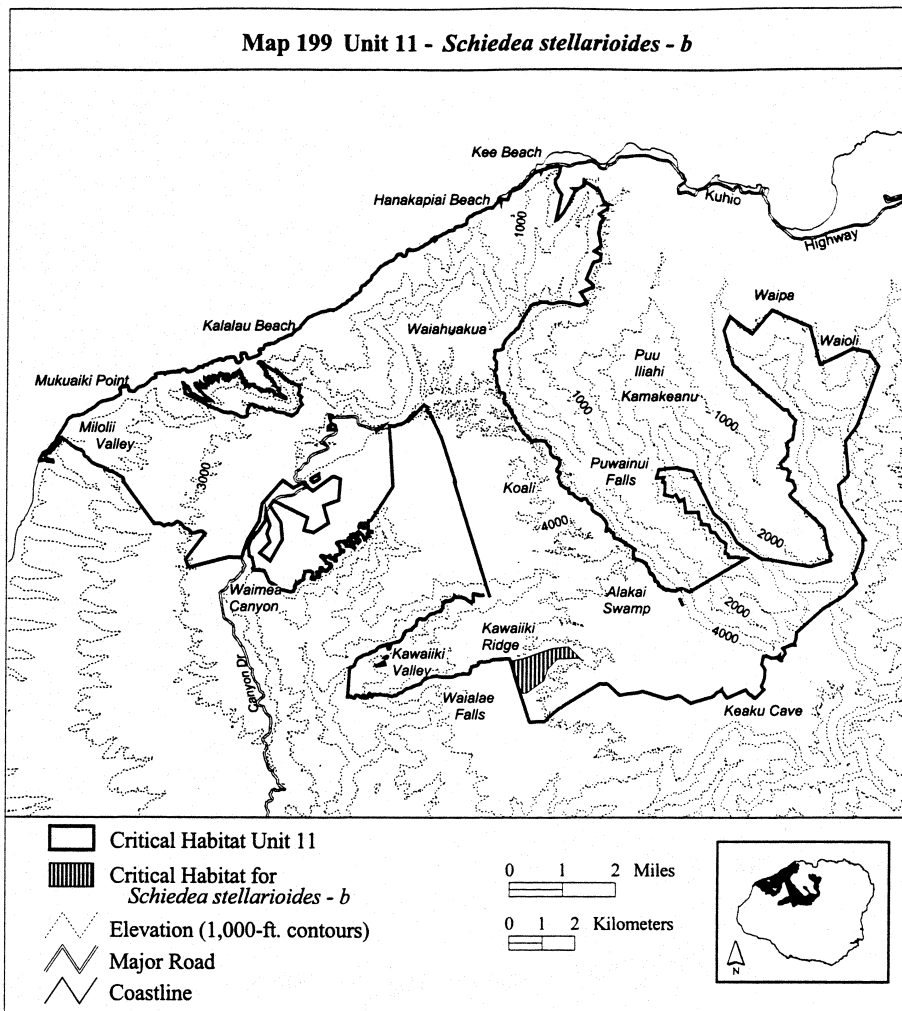 Map 199 Unit 11 - Schiedea stellarioides - b
Kee Beach
Hanakapiai Beach
Kuhio
Highway
1000
Waipa
Kalalau Beach
Waiahuakua
Waioli
Puu
Iliahi
Mukuaiki Point
Kamakeanu
1000
1000
Milolii
Valley
Puwainui
Falls
3000
Koali
4000
2000
Waimea
Canyon
Alakai
Swamp
2000
4000
Kawaiiki
Ridge
Kawaiiki
Valley
Canyon Dr
Waialae
Falls
Keaku Cave
Critical Habitat Unit 11
Critical Habitat for
Schiedea stellarioides - b
Elevation (1,000-ft. contours)
Major Road
Coastline
0 1 2 Miles
0 1 2 Kilometers
N